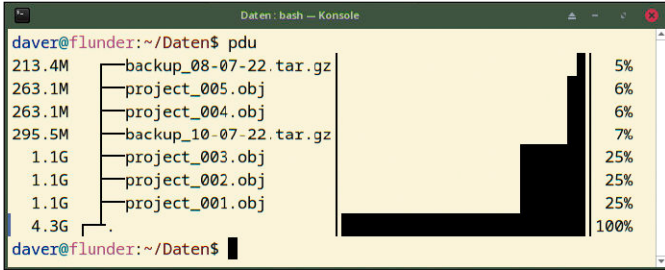 Daten : bash — Konsole
daver@flunder:~/Daten$ pdu
213.4M ├──backup_08-07-22.tar.gz│ │ 5%
263.1M ├──project_005.obj │ │ 6%
263.1M ├──project_004.obj │ │ 6%
295.5M ├──backup_10-07-22.tar.gz│ │ 7%
1.1G ├──project_003.obj │ │ 25%
1.1G ├──project_002.obj │ │ 25%
1.1G ├──project_001.obj │ │ 25%
4.3G ┌─┴. │ │100%
daver@flunder:~/Daten$